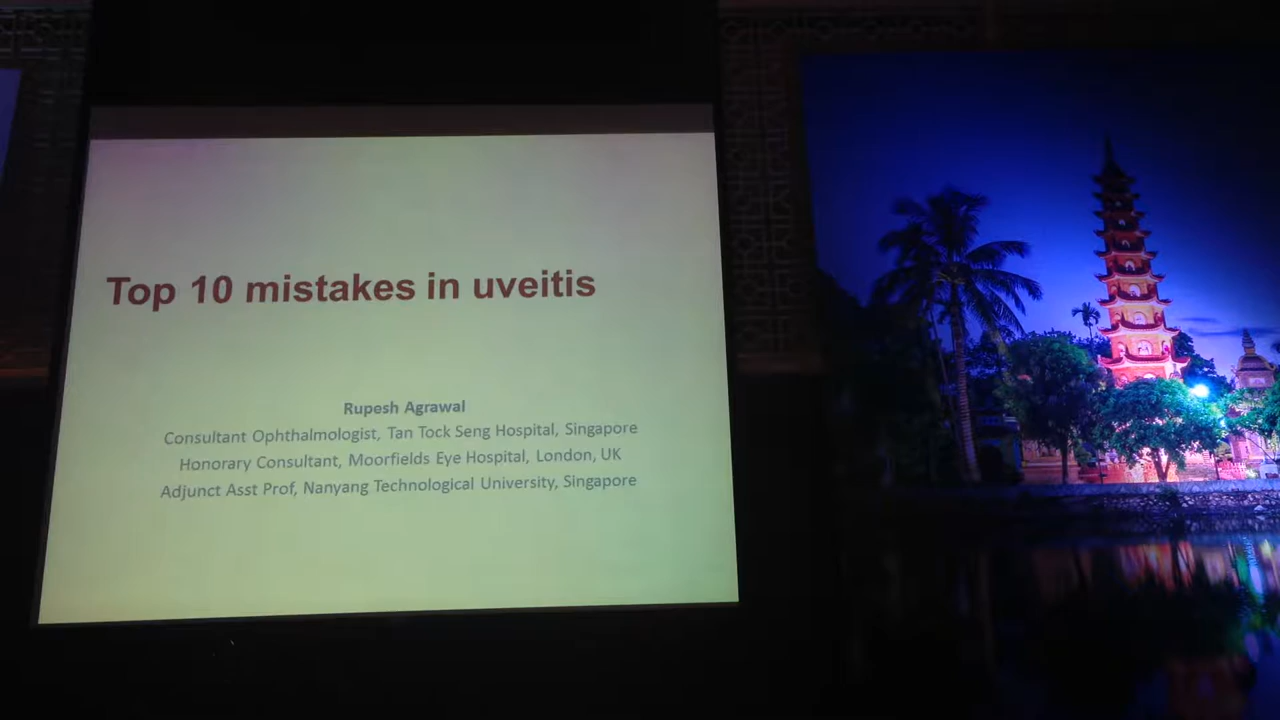 Top 10 mistakes in uveitis
Rupesh Agrawal
Consultant Ophthalmologist, Tan Tock Seng Hospital, Singapore
Honorary Consultant, Moorfields Eye Hospital, London, UK
Adjunct Asst Prof, Nanyang Technological University, Singapore